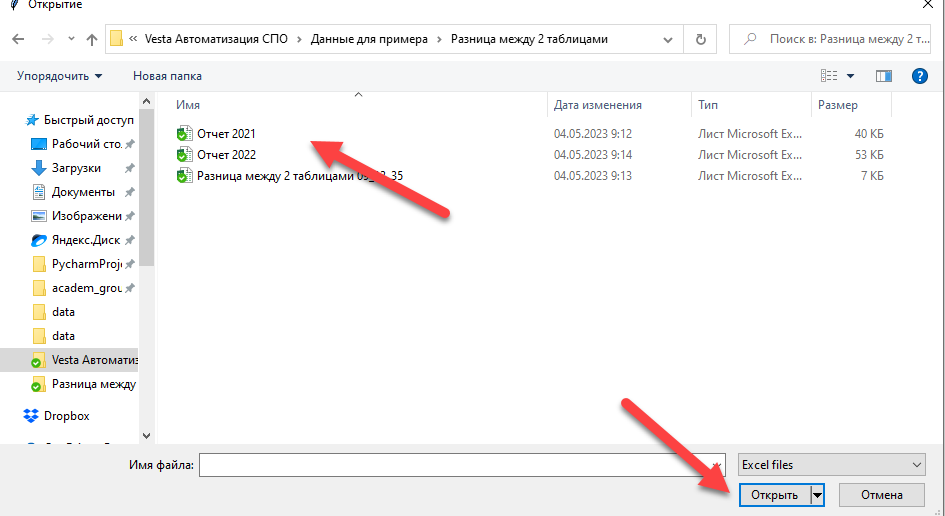 Открытие
« Vesta Автоматизация СПО › Данные для примера › Разница между 2 таблицами
Поиск в: Разница между 2 т...
Упорядочить
Новая папка
Имя
Дата изменения
Тип
Размер
Отчет 2021 04.05.2023 9:12 Лист Microsoft Ex... 40 КБ
Отчет 2022 04.05.2023 9:14 Лист Microsoft Ex... 53 КБ
Разница между 2 таблицами 04.05.2023 9:13 Лист Microsoft Ex... 7 КБ
Быстрый доступ
Рабочий сто.
Загрузки
Документы
Изображени
Яндекс.Диск
PycharmProj
academ_grou
data
data
Vesta Автоматиз
Разница между
Dropbox
Имя файла:
Excel files
Открыть
Отмена